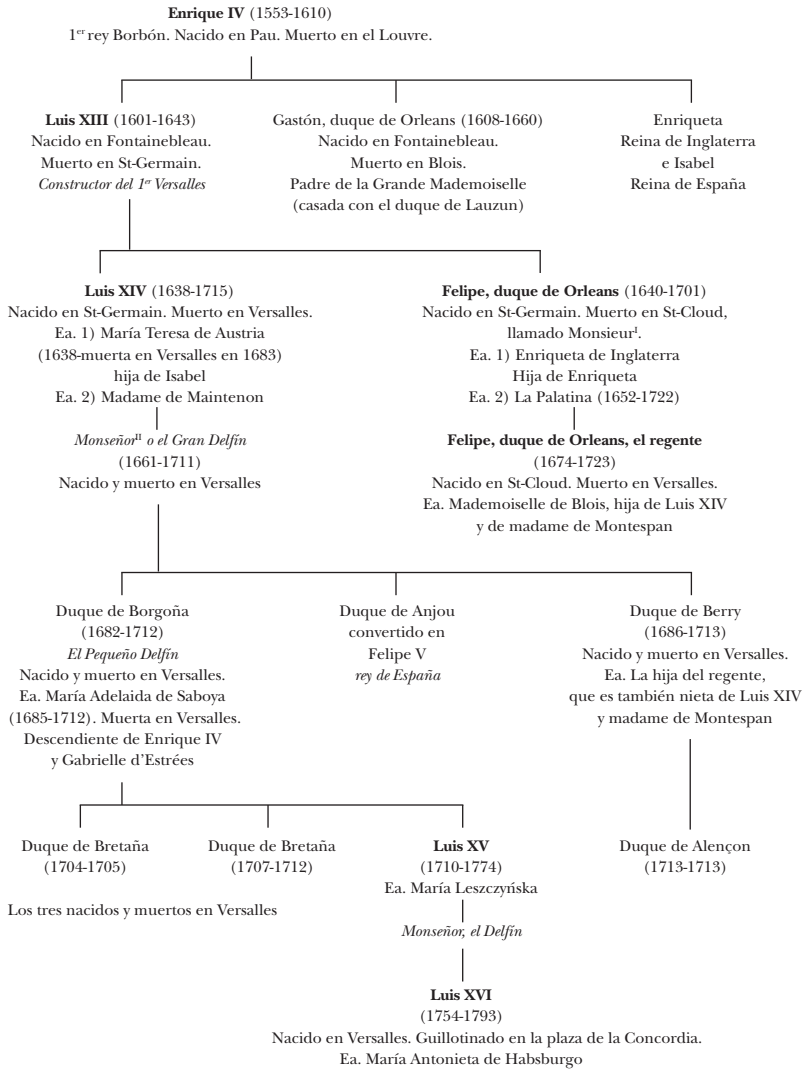 Enrique IV (1553-1610)
1er rey Borbón. Nacido en Pau. Muerto en el Louvre.
Luis XIII (1601-1643)
Nacido en Fontainebleau.
Muerto en St-Germain.
Constructor del 1er Versalles
Gastón, duque de Orleans (1608-1660)
Nacido en Fontainebleau.
Muerto en Blois.
Padre de la Grande Mademoiselle
(casada con el duque de Lauzun)
Enriqueta
Reina de Inglaterra
e Isabel
Reina de España
Luis XIV (1638-1715)
Nacido en St-Germain. Muerto en Versalles.
Ea. 1) María Teresa de Austria
(1638-muerta en Versalles en 1683)
hija de Isabel
Ea. 2) Madame de Maintenon
Felipe, duque de Orleans (1640-1701)
Nacido en St-Germain. Muerto en St-Cloud,
llamado MonsieurI.
Ea. 1) Enriqueta de Inglaterra
Hija de Enriqueta
Ea. 2) La Palatina (1652-1722)
MonseñorII o el Gran Delfín
(1661-1711)
Nacido y muerto en Versalles
Felipe, duque de Orleans, el regente
(1674-1723)
Nacido en St-Cloud. Muerto en Versalles.
Ea. Mademoiselle de Blois, hija de Luis XIV
y de madame de Montespan
Duque de Borgoña
(1682-1712)
El Pequeño Delfín
Nacido y muerto en Versalles.
Ea. María Adelaida de Saboya
(1685-1712). Muerta en Versalles.
Descendiente de Enrique IV
y Gabrielle d'Estrées
Duque de Anjou
convertido en
Felipe V
rey de España
Duque de Berry
(1686-1713)
Nacido y muerto en Versalles.
Ea. La hija del regente,
que es también nieta de Luis XIV
y madame de Montespan
Duque de Bretaña
(1704-1705)
Duque de Bretaña
(1707-1712)
Luis XV
(1710-1774)
Ea. María Leszczyńska
Duque de Alençon
(1713-1713)
Los tres nacidos y muertos en Versalles
Monseñor, el Delfín
Luis XVI
(1754-1793)
Nacido en Versalles. Guillotinado en la plaza de la Concordia.
Ea. María Antonieta de Habsburgo